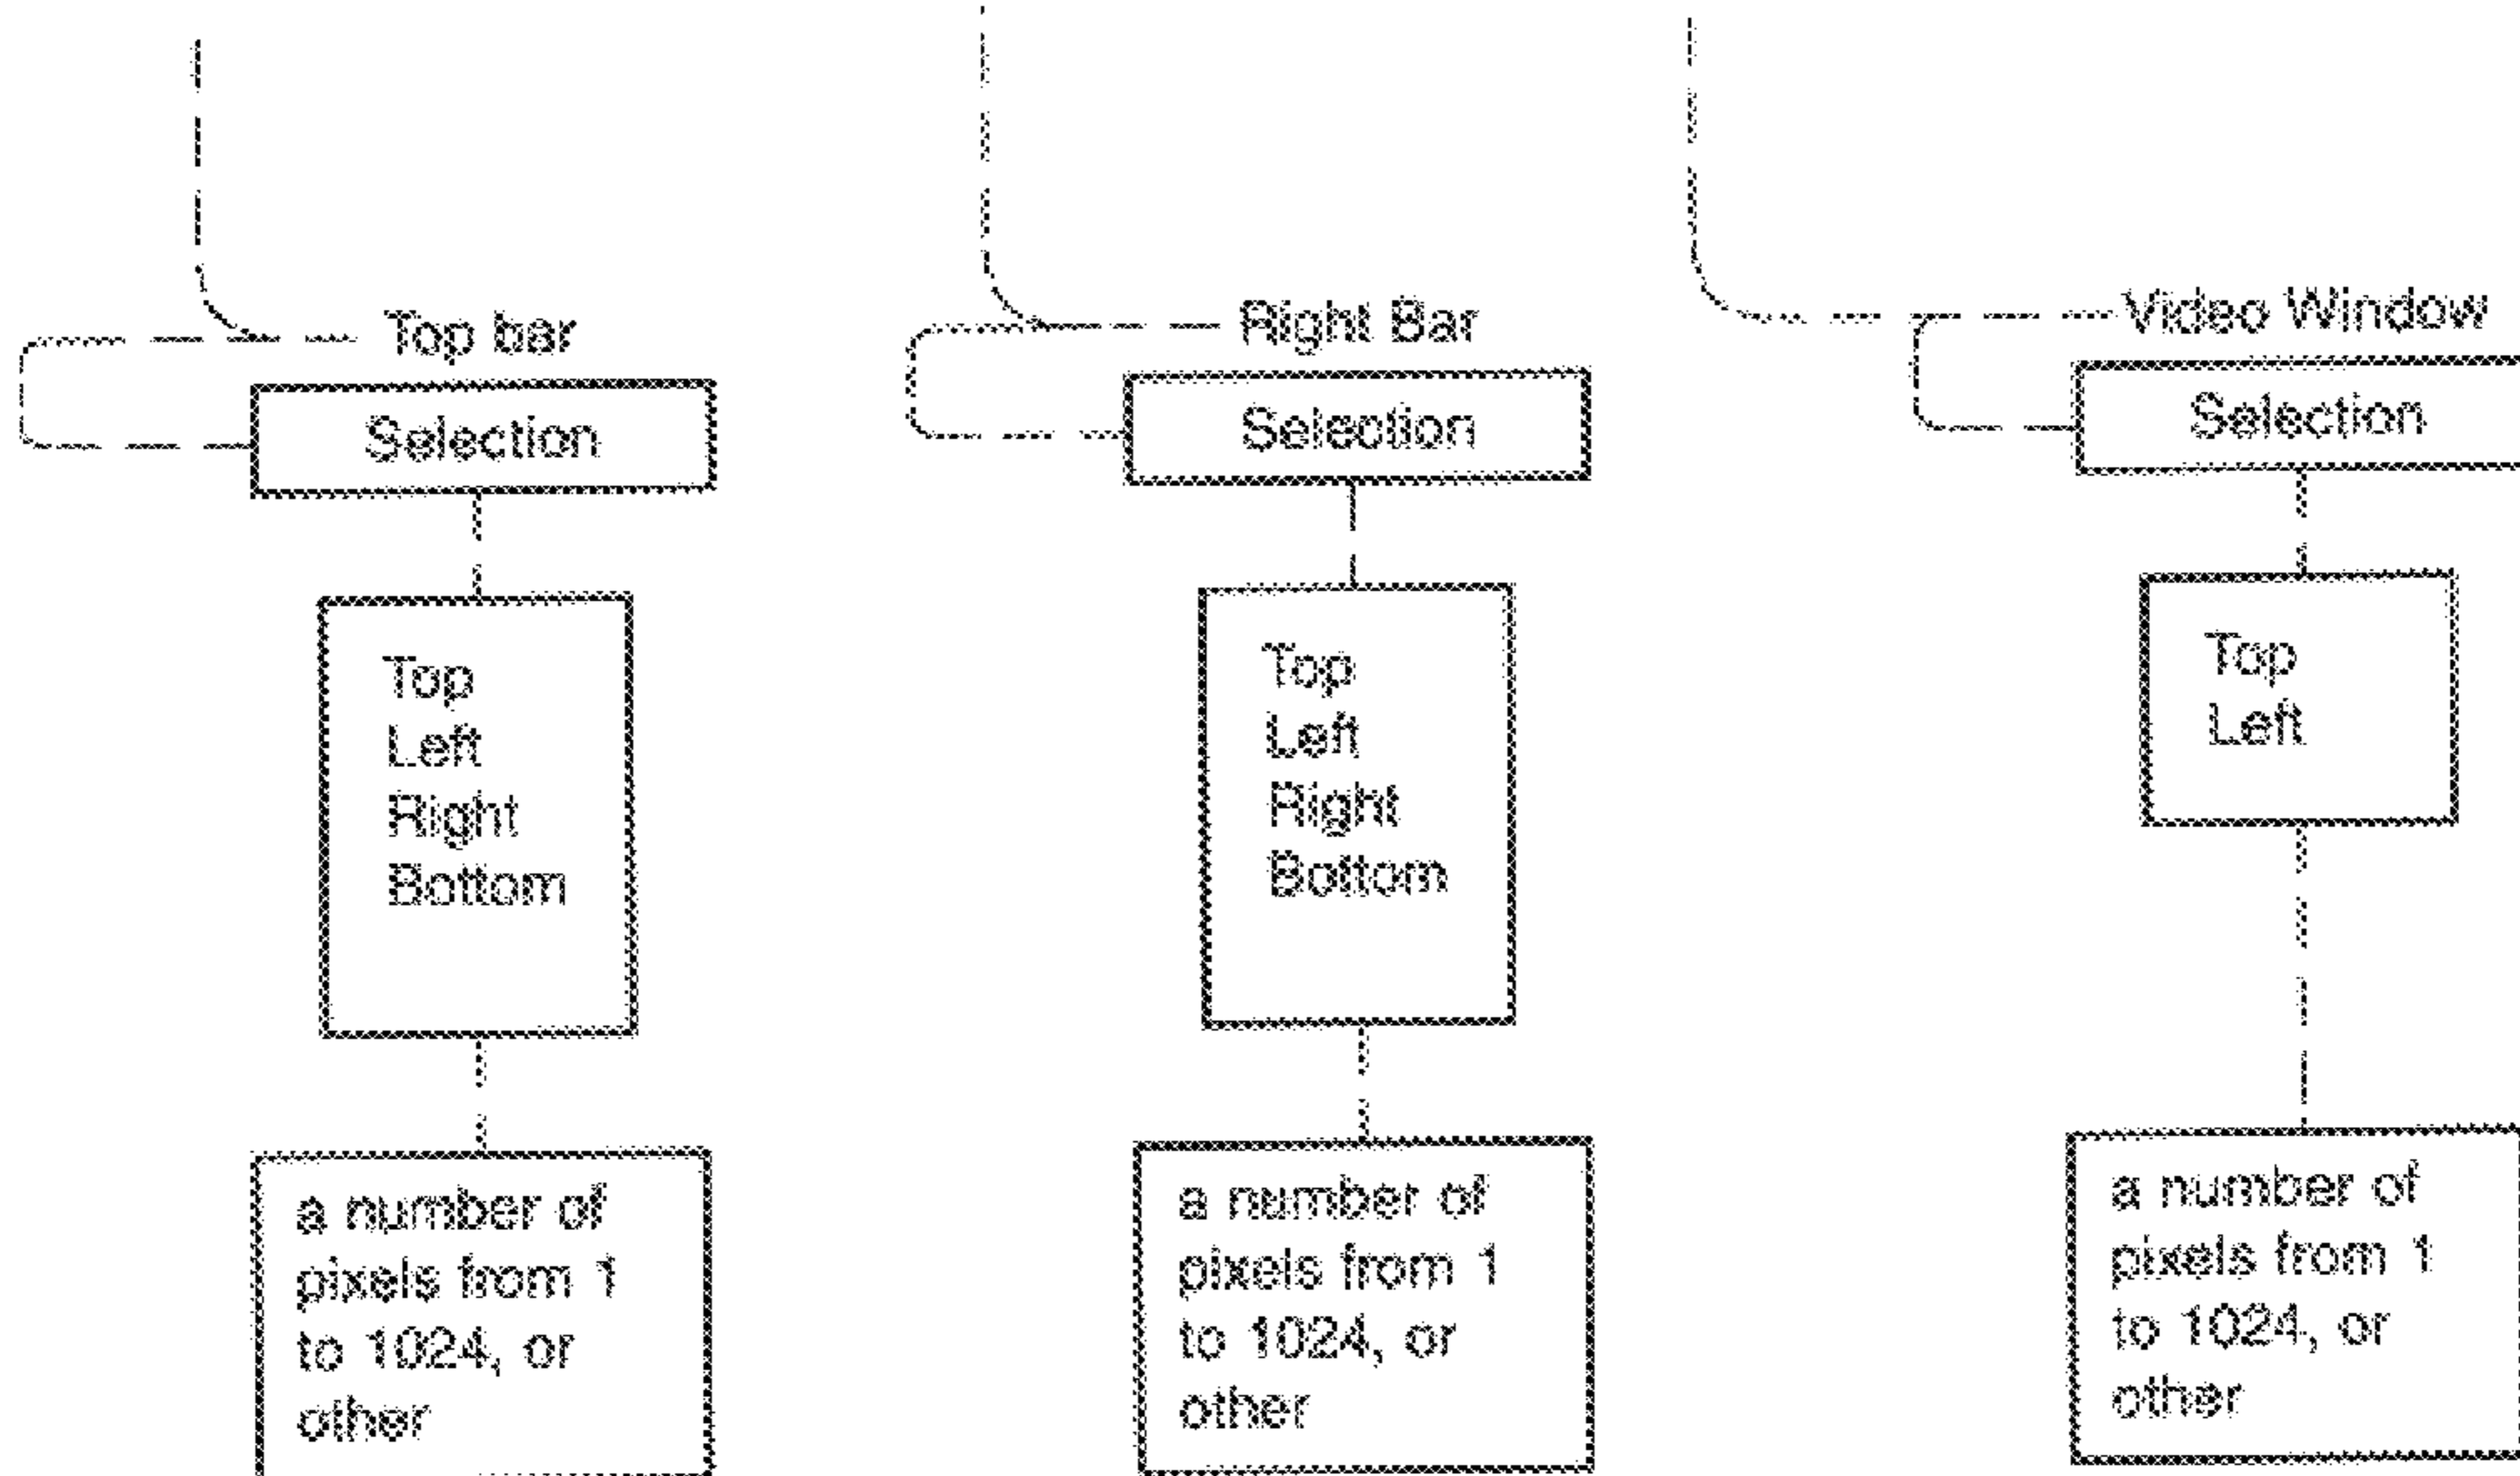 Top bar
Selection
Top
Left
Right
Bottom
a number of
pixels from 1
to 1024, or
other
Right Bar
Selection
Top
Left
Right
Bottom
a number of
pixels from 1
to 1024, or
other
Video Window
Selection
Top
Left
a number of
pixels from 1
to 1024, or
other